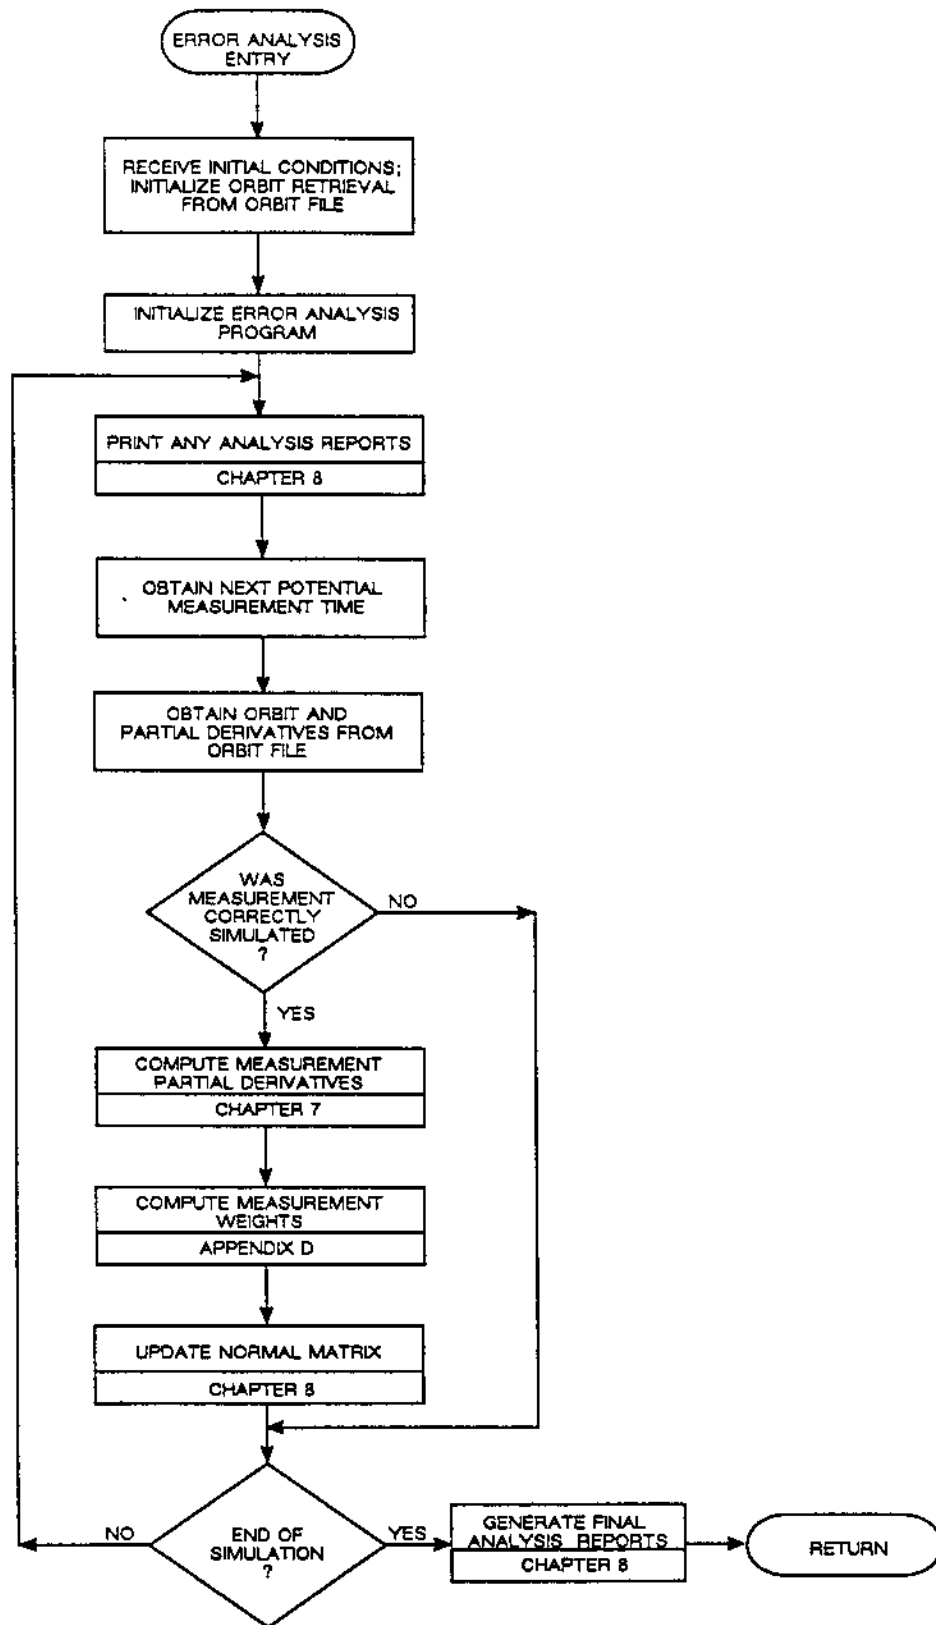 ERROR ANALYSIS
ENTRY
RECEIVE INITIAL CONDITIONS;
INITIALIZE ORBIT RETRIEVAL
FROM ORBIT FILE
INITIALIZE ERROR ANALYSIS
PROGRAM
PRINT ANY ANALYSIS REPORTS
CHAPTER 8
OBTAIN NEXT POTENTIAL
MEASUREMENT TIME
OBTAIN ORBIT AND
PARTIAL DERIVATIVES FROM
ORBIT FILE
WAS
MEASUREMENT
CORRECTLY
SIMULATED
?
NO
YES
COMPUTE MEASUREMENT
PARTIAL DERIVATIVES
CHAPTER 7
COMPUTE MEASUREMENT
WEIGHTS
APPENDIX D
UPDATE NORMAL MATRIX
CHAPTER 8
NO
END OF
SIMULATION
?
YES
GENERATE FINAL
ANALYSIS REPORTS
CHAPTER 8
RETURN